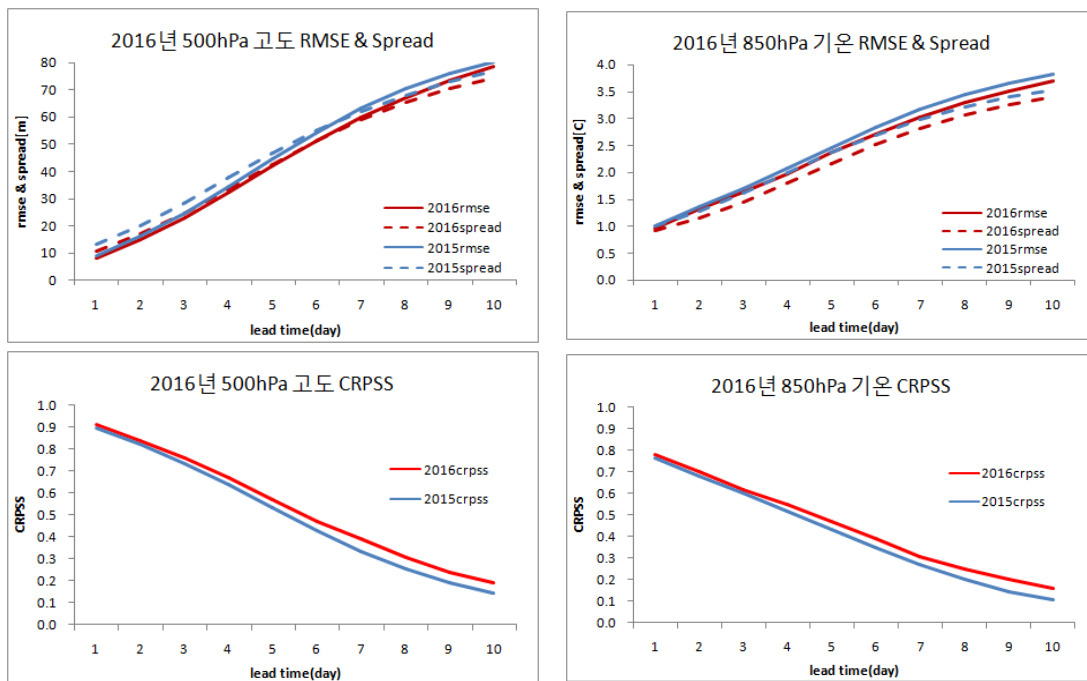 2016년 500hPa 고도 RMSE & Spread
rmse & spread[m]
80
70
60
50
40
30
20
10
0
2016rmse
2016spread
2015rmse
2015spread
1 2 3 4 5 6 7 8 9 10
lead time(day)
2016년 850hPa 기온 RMSE & Spread
rmse & spread[C]
4.0
3.5
3.0
2.5
2.0
1.5
1.0
0.5
0.0
2016rmse
2016spread
2015rmse
2015spread
1 2 3 4 5 6 7 8 9 10
lead time(day)
2016년 500hPa 고도 CRPSS
CRPSS
1.0
0.9
0.8
0.7
0.6
0.5
0.4
0.3
0.2
0.1
0.0
2016crpss
2015crpss
1 2 3 4 5 6 7 8 9 10
lead time(day)
2016년 850hPa 기온 CRPSS
CRPSS
1.0
0.9
0.8
0.7
0.6
0.5
0.4
0.3
0.2
0.1
0.0
2016crpss
2015crpss
1 2 3 4 5 6 7 8 9 10
lead time(day)